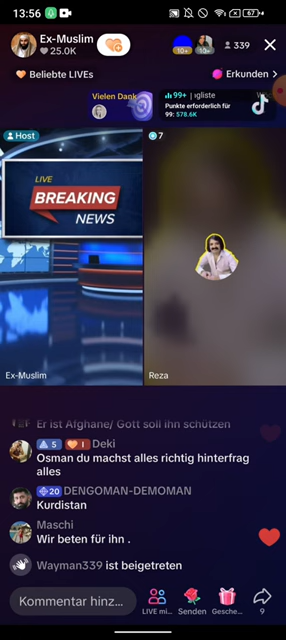 13:56
67
Ex-Muslim
25.0K
10+
10+
339
Beliebte LIVEs
Erkunden
Vielen Dank
99+
igliste
Punkte erforderlich für
99: 578.6K
Host
7
LIVE
BREAKING
NEWS
Ex-Muslim
Reza
Er ist Afghane/ Gott soll ihn schützen
5 1 Deki
Osman du machst alles richtig hinterfrag
alles
20 DENGOMAN-DEMOMAN
Kurdistan
Maschi
Wir beten für ihn .
Wayman339 ist beigetreten
Kommentar hinz...
LIVE mi...
Senden
Gesche...
9